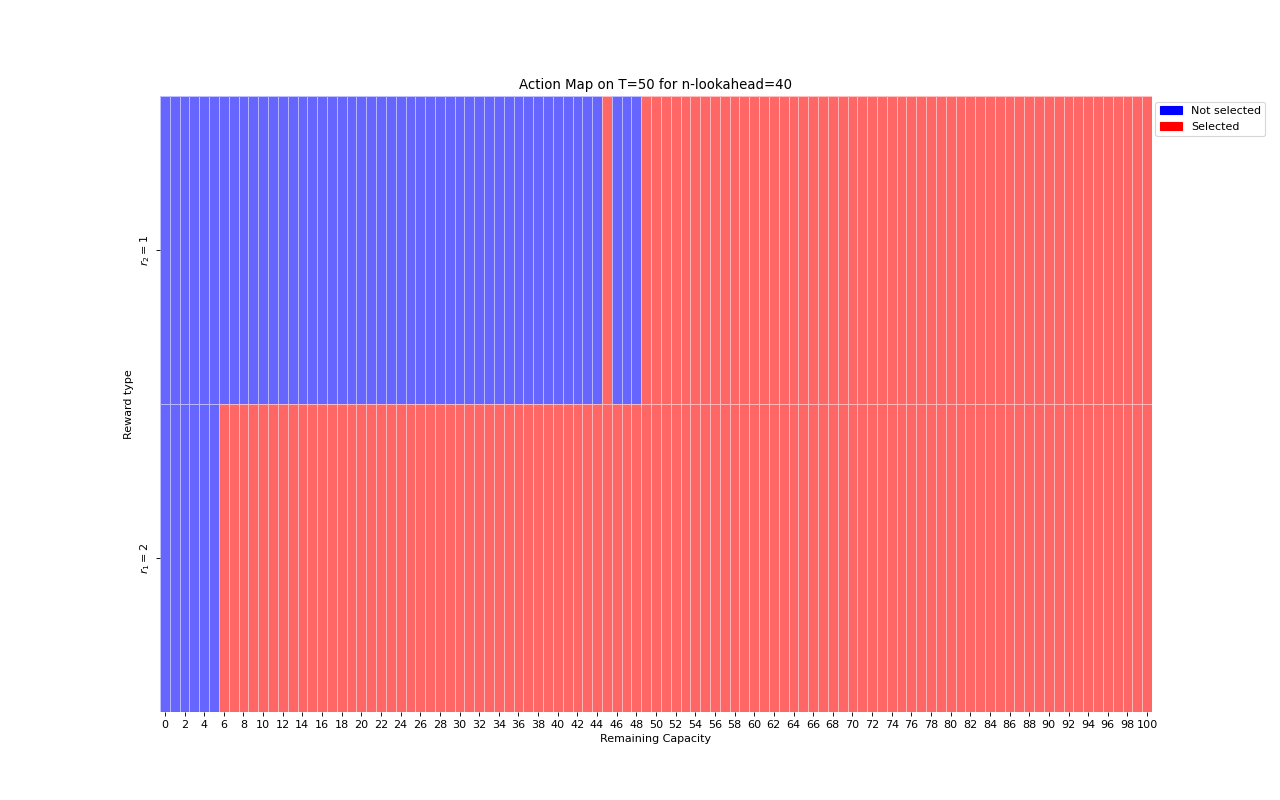 Action Map on T=50 for n-lookahead=40
Not selected
Selected
r₂ = 1
Reward type
r₁ = 2
0 2 4 6 8 10 12 14 16 18 20 22 24 26 28 30 32 34 36 38 40 42 44 46 48 50 52 54 56 58 60 62 64 66 68 70 72 74 76 78 80 82 84 86 88 90 92 94 96 98 100
Remaining Capacity